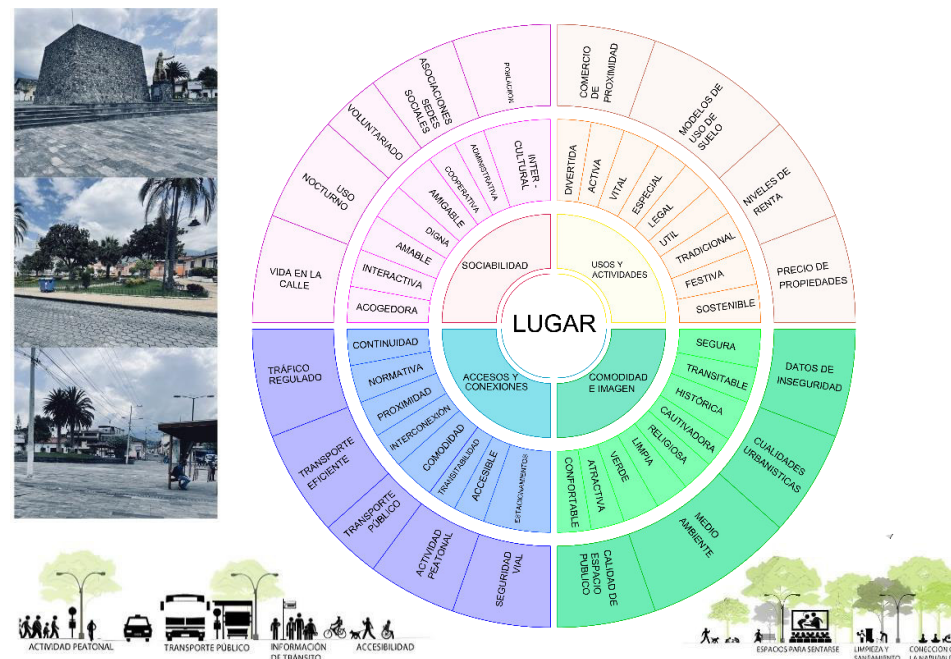 POBLACIÓN
ASOCIACIONES
SEDES
SOCIALES
VOLUNTARIADO
USO
NOCTURNO
VIDA EN LA
CALLE
COMERCIO
DE
PROXIMIDAD
MODELOS DE
USO DE
SUELO
NIVELES DE
RENTA
PRECIO DE
PROPIEDADES
INTER -
CULTURAL
ADMINISTRATIVA
COOPERATIVA
AMIGABLE
DIGNA
AMABLE
INTERACTIVA
ACOGEDORA
DIVERTIDA
ACTIVA
VITAL
ESPECIAL
LEGAL
UTIL
TRADICIONAL
FESTIVA
SOSTENIBLE
SOCIABILIDAD
USOS Y
ACTIVIDADES
LUGAR
ACCESOS Y
CONEXIONES
COMODIDAD
E IMAGEN
CONTINUIDAD
NORMATIVA
PROXIMIDAD
INTERCONEXIÓN
COMODIDAD
TRANSITABILIDAD
ACCESIBLE
ESTACIONAMENTOS
SEGURA
TRANSITABLE
HISTÓRICA
CAUTIVADORA
RELIGIOSA
LIMPIA
VERDE
ATRACTIVA
CONFORTABLE
TRÁFICO
REGULADO
TRANSPORTE
EFICIENTE
TRANSPORTE
PÚBLICO
ACTIVIDAD
PEATONAL
SEGURIDAD
VIAL
DATOS DE
INSEGURIDAD
CUALIDADES
URBANISTICAS
MEDIO
AMBIENTE
CALIDAD DE
ESPACIO
PUBLICO
ACTIVIDAD PEATONAL
TRANSPORTE PÚBLICO
INFORMACIÓN
DE TRÁNSITO
ACCESIBILIDAD
ESPACIOS PARA SENTARSE
LIMPIEZA Y
SANEAMIENTO